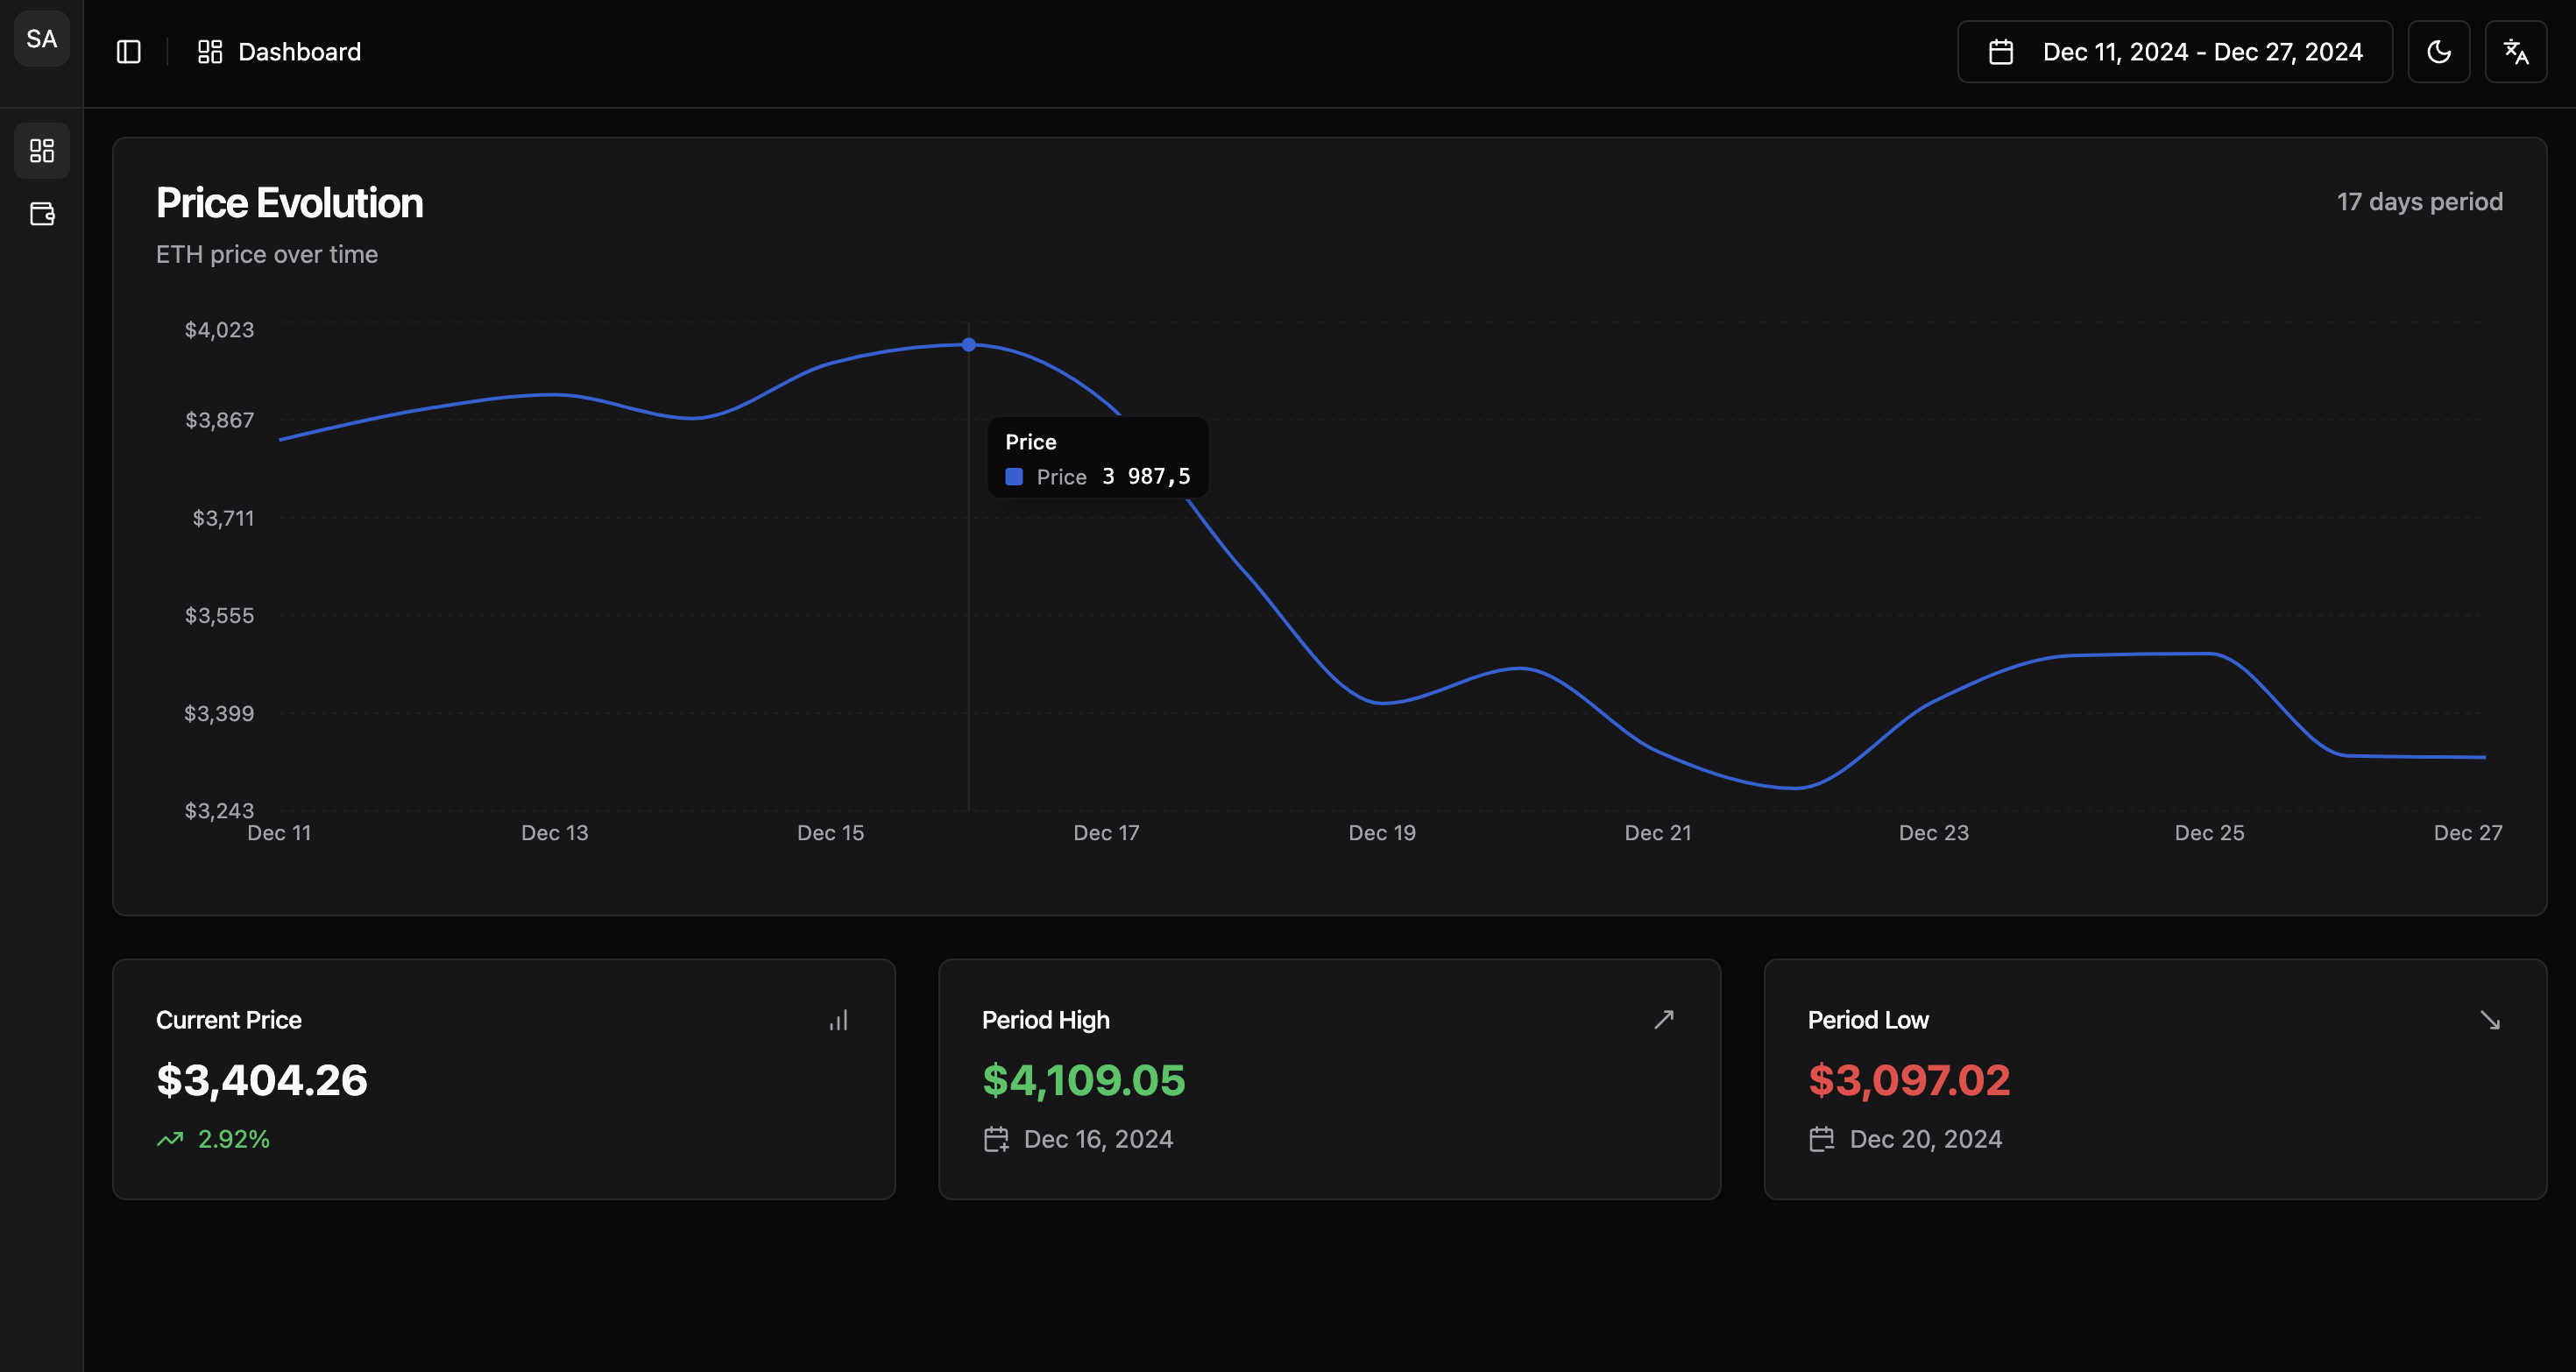 SA
Dashboard
Dec 11, 2024 - Dec 27, 2024
Price Evolution
17 days period
ETH price over time
$4,023
$3,867
$3,711
$3,555
$3,399
$3,243
Price
Price 3 987,5
Dec 11 Dec 13 Dec 15 Dec 17 Dec 19 Dec 21 Dec 23 Dec 25 Dec 27
Current Price
$3,404.26
2.92%
Period High
$4,109.05
Dec 16, 2024
Period Low
$3,097.02
Dec 20, 2024